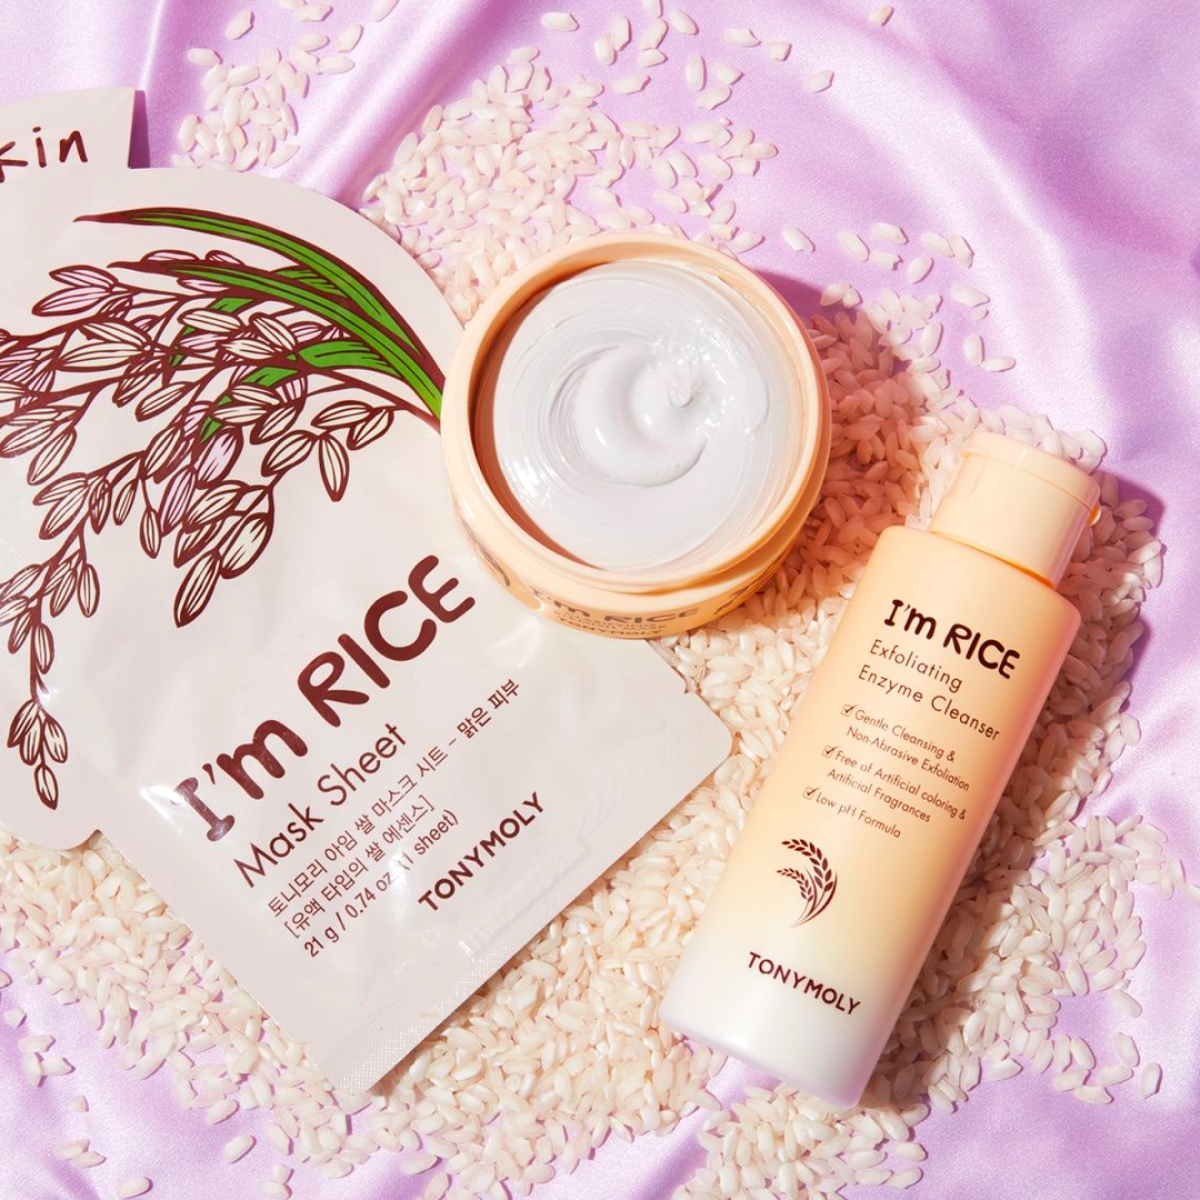 kin
I'm RICE
Mask Sheet
토니모리 아임 쌀 마스크 시트 - 맑은 피부
[유액 타입의 쌀 에센스]
21 g / 0.74 oz. (1 sheet)
TONYMOLY
I'm RICE
TONYMOLY
I'm RICE
Exfoliating
Enzyme Cleanser
Gentle Cleansing &
Non-Abrasive Exfoliation
Free of Artificial coloring &
Artificial Fragrances
Low pH Formula
TONYMOLY